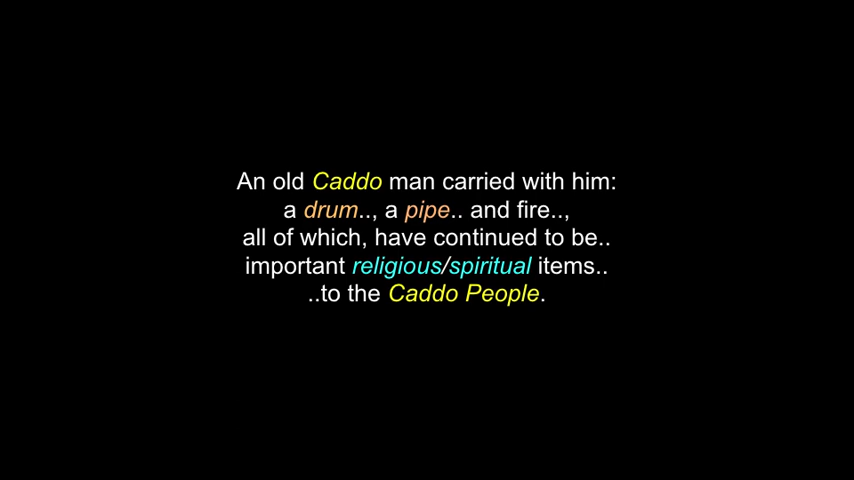 An old Caddo man carried with him:
a drum.., a pipe.. and fire..,
all of which, have continued to be..
important religious/spiritual items..
..to the Caddo People.